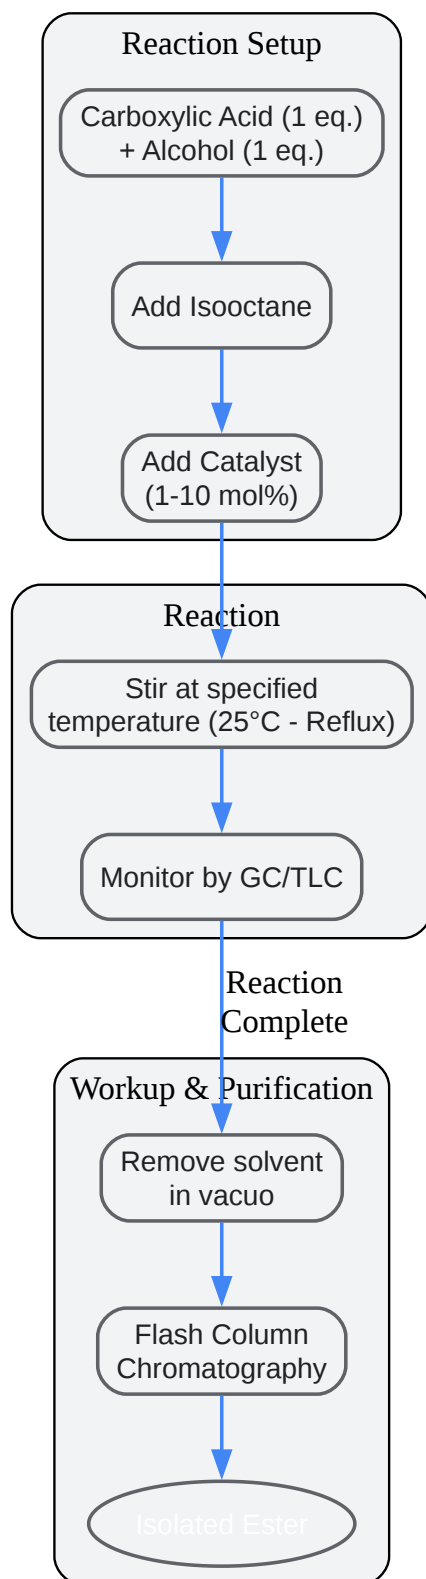 Reaction Setup
Carboxylic Acid (1 eq.)
+ Alcohol (1 eq.)
Add Isooctane
Add Catalyst
(1-10 mol%)
Reaction
Stir at specified
temperature (25°C - Reflux)
Monitor by GC/TLC
Reaction
Complete
Workup & Purification
Remove solvent
in vacuo
Flash Column
Chromatography
Isolated Ester